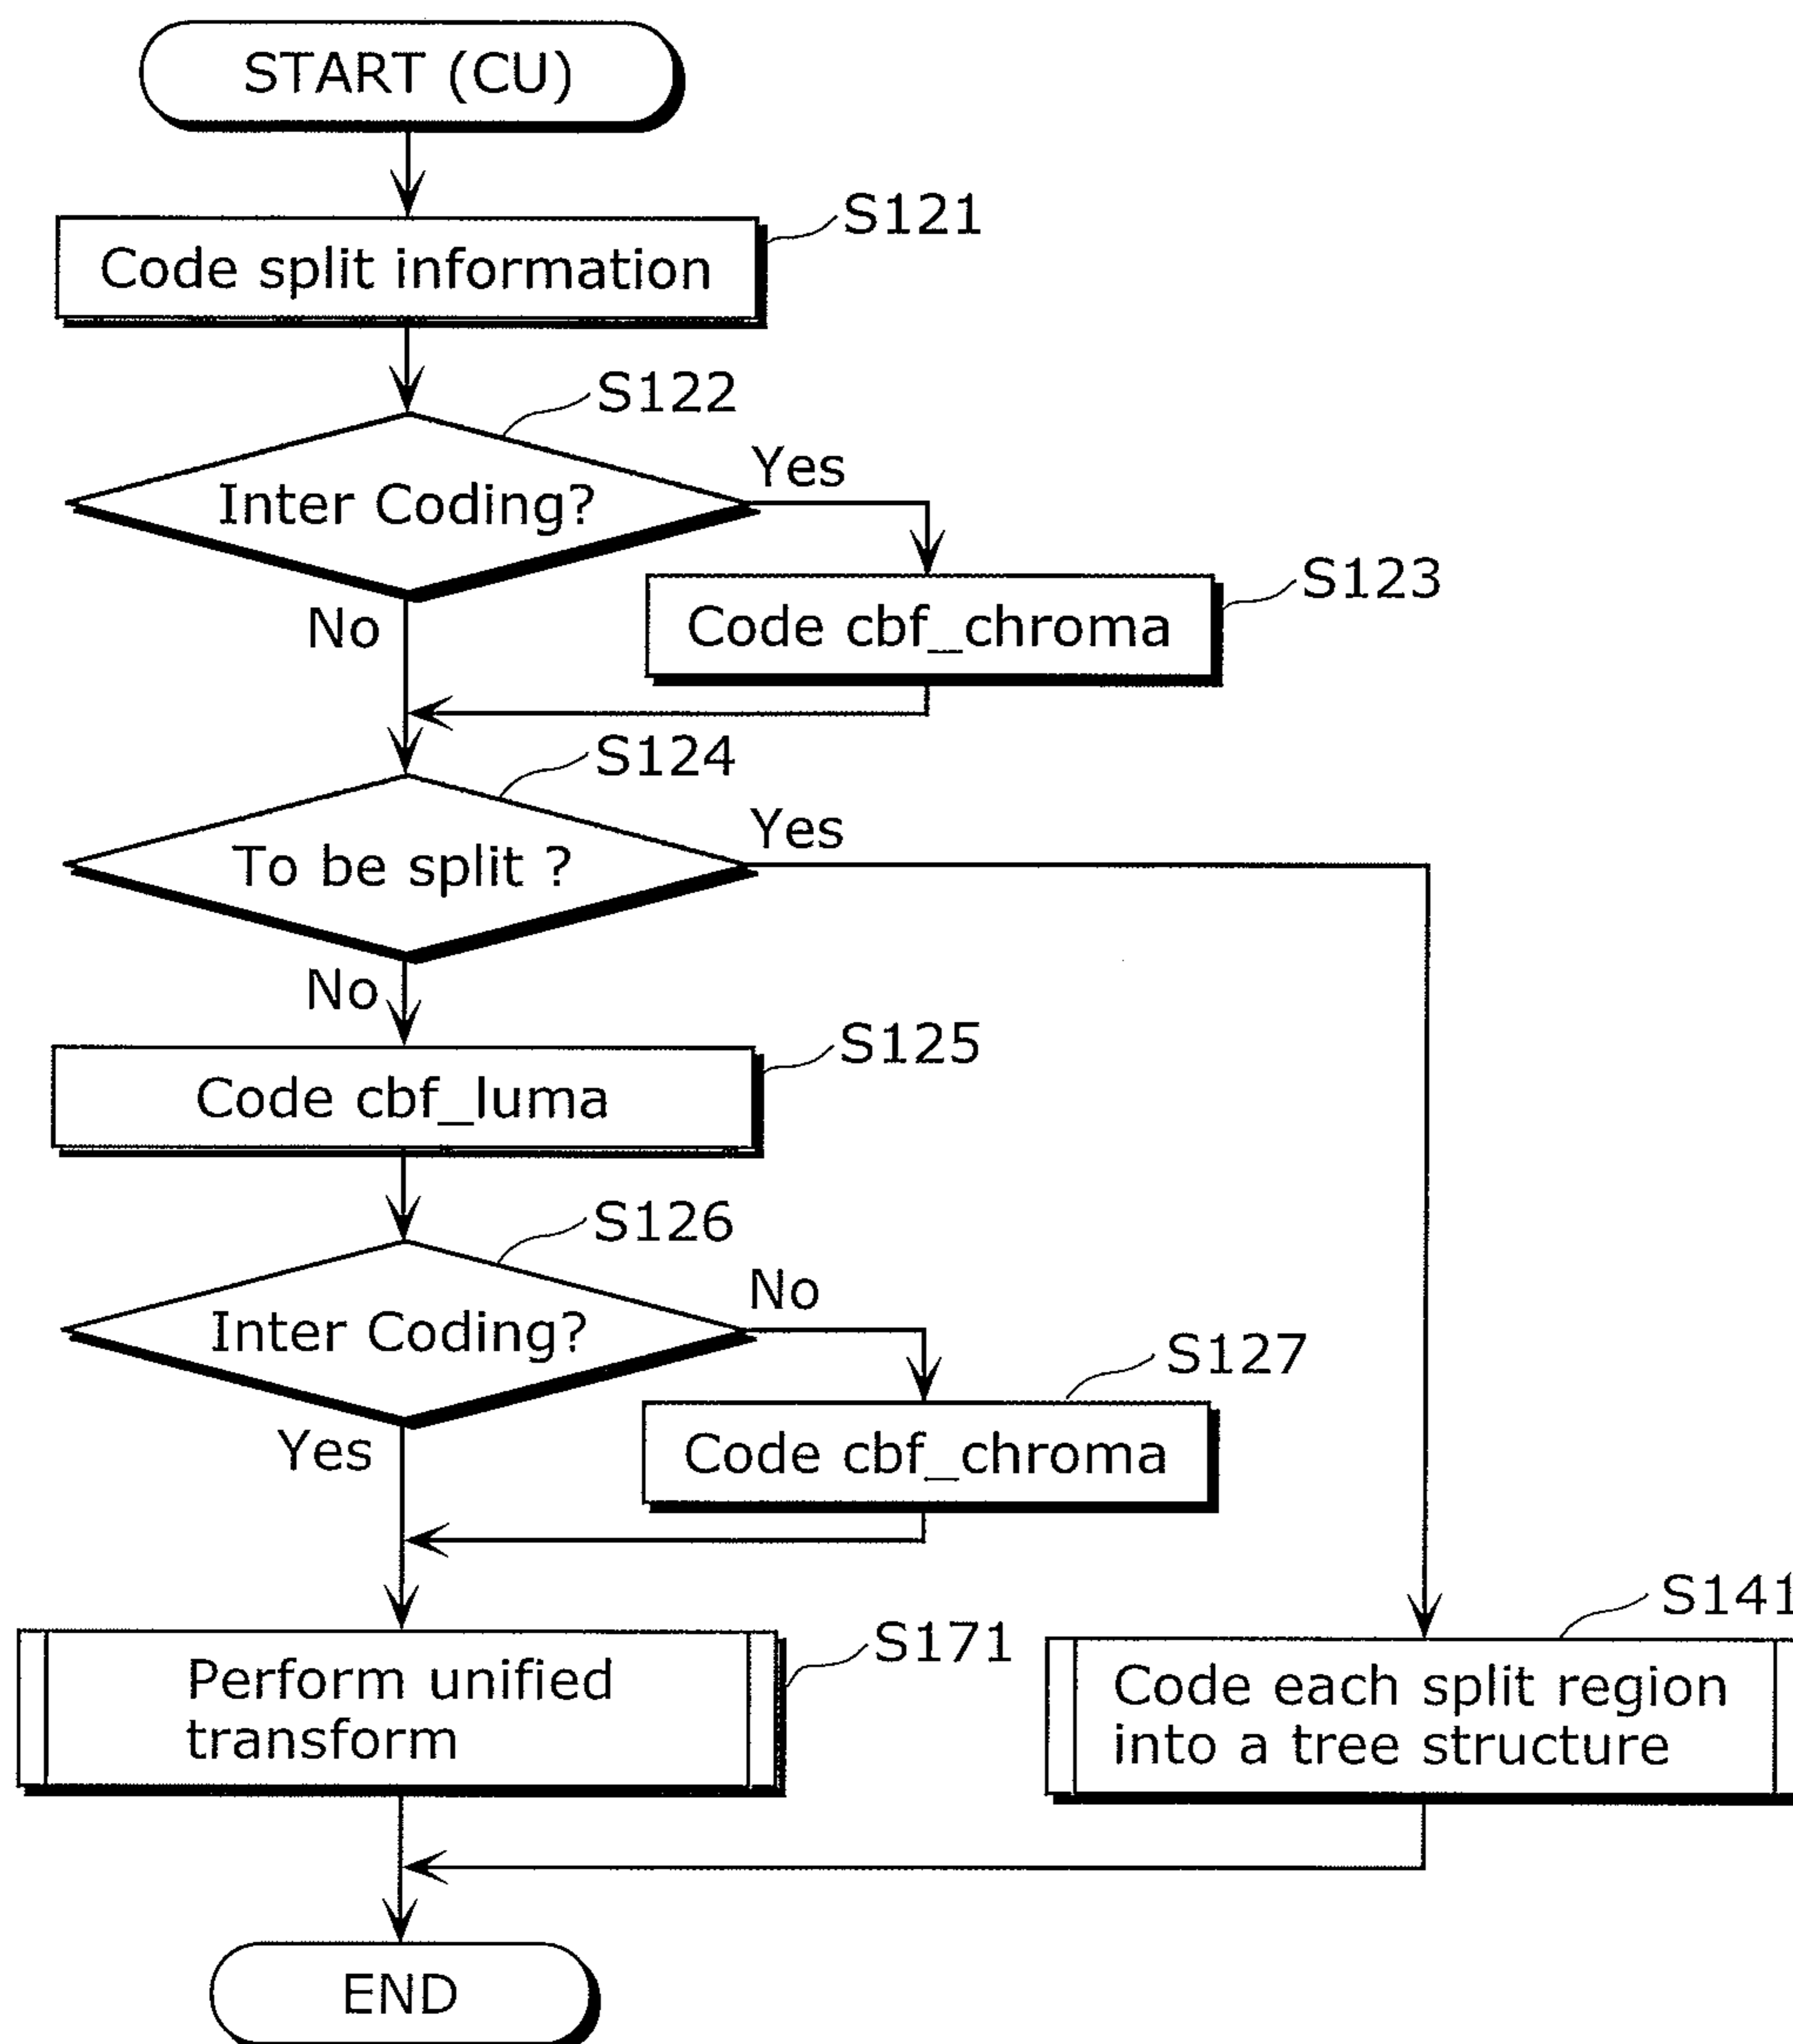 START (CU)
S121
Code split information
S122
Inter Coding?
Yes
No
S123
Code cbf_chroma
S124
To be split ?
Yes
No
S125
Code cbf_luma
S126
Inter Coding?
No
Yes
S127
Code cbf_chroma
S171
Perform unified
transform
S141
Code each split region
into a tree structure
END